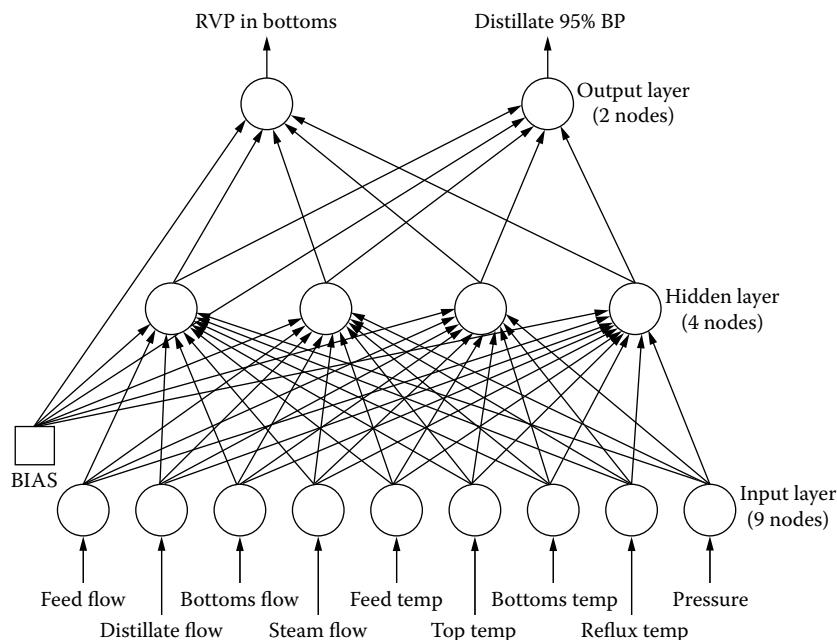 RVP in bottoms
Distillate 95% BP
Output layer
(2 nodes)
Hidden layer
(4 nodes)
BIAS
Input layer
(9 nodes)
Feed flow
Bottoms flow
Feed temp
Bottoms temp
Pressure
Distillate flow
Steam flow
Top temp
Reflux temp